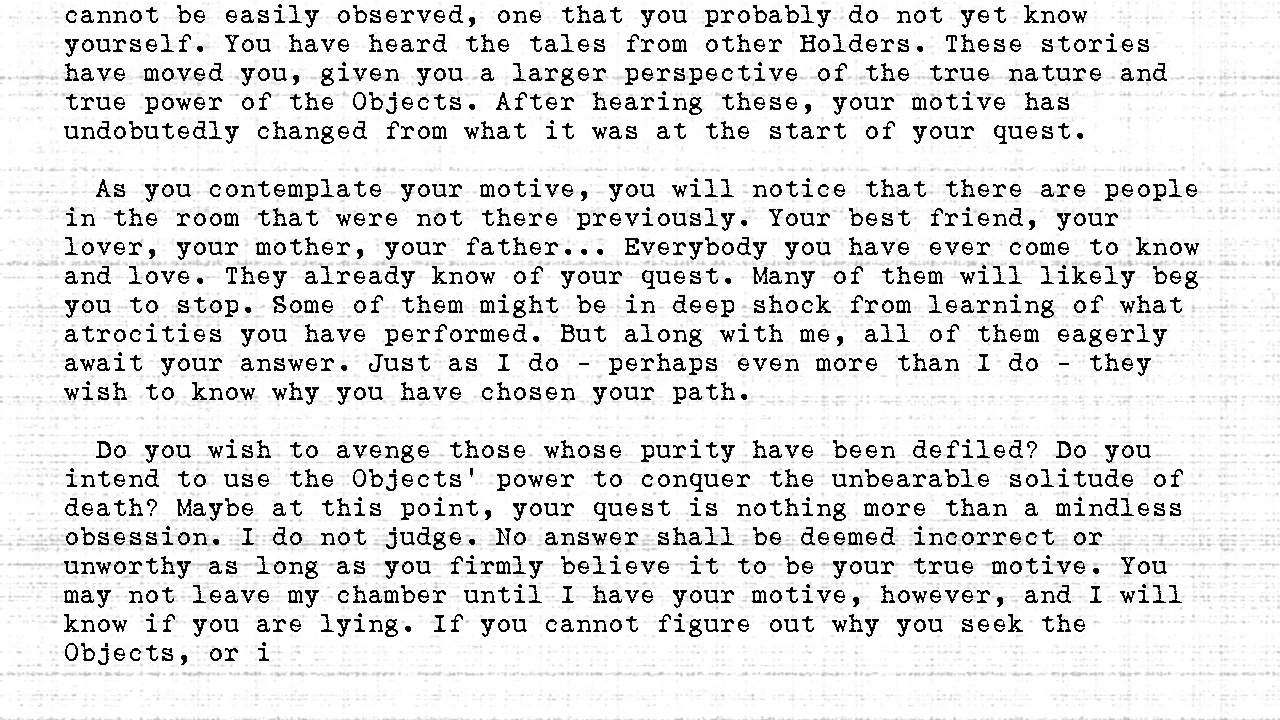 cannot be easily observed, one that you probably do not yet know
yourself. You have heard the tales from other Holders. These stories
have moved you, given you a larger perspective of the true nature and
true power of the Objects. After hearing these, your motive has
undobutedly changed from what it was at the start of your quest.
As you contemplate your motive, you will notice that there are people
in the room that were not there previously. Your best friend, your
lover, your mother, your father... Everybody you have ever come to know
and love. They already know of your quest. Many of them will likely beg
you to stop. Some of them might be in deep shock from learning of what
atrocities you have performed. But along with me, all of them eagerly
await your answer. Just as I do - perhaps even more than I do - they
wish to know why you have chosen your path.
Do you wish to avenge those whose purity have been defiled? Do you
intend to use the Objects' power to conquer the unbearable solitude of
death? Maybe at this point, your quest is nothing more than a mindless
obsession. I do not judge. No answer shall be deemed incorrect or
unworthy as long as you firmly believe it to be your true motive. You
may not leave my chamber until I have your motive, however, and I will
know if you are lying. If you cannot figure out why you seek the
Objects, or i